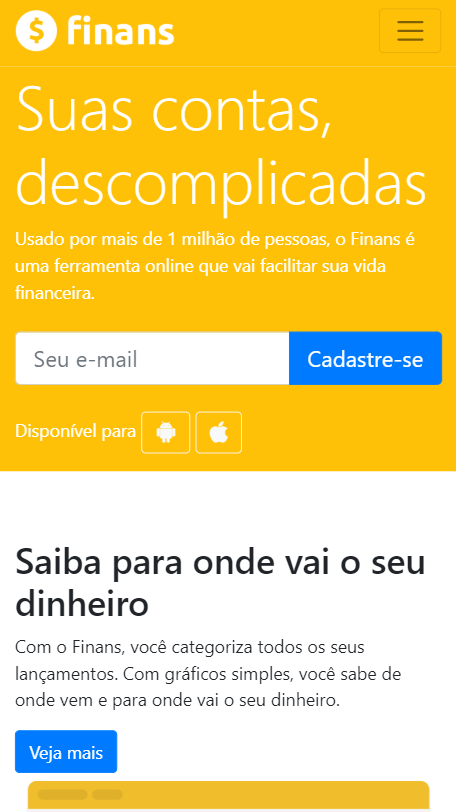 $ finans
Suas contas,
descomplicadas
Usado por mais de 1 milhão de pessoas, o Finans é
uma ferramenta online que vai facilitar sua vida
financeira.
Seu e-mail
Cadastre-se
Disponível para
Saiba para onde vai o seu
dinheiro
Com o Finans, você categoriza todos os seus
lançamentos. Com gráficos simples, você sabe de
onde vem e para onde vai o seu dinheiro.
Veja mais